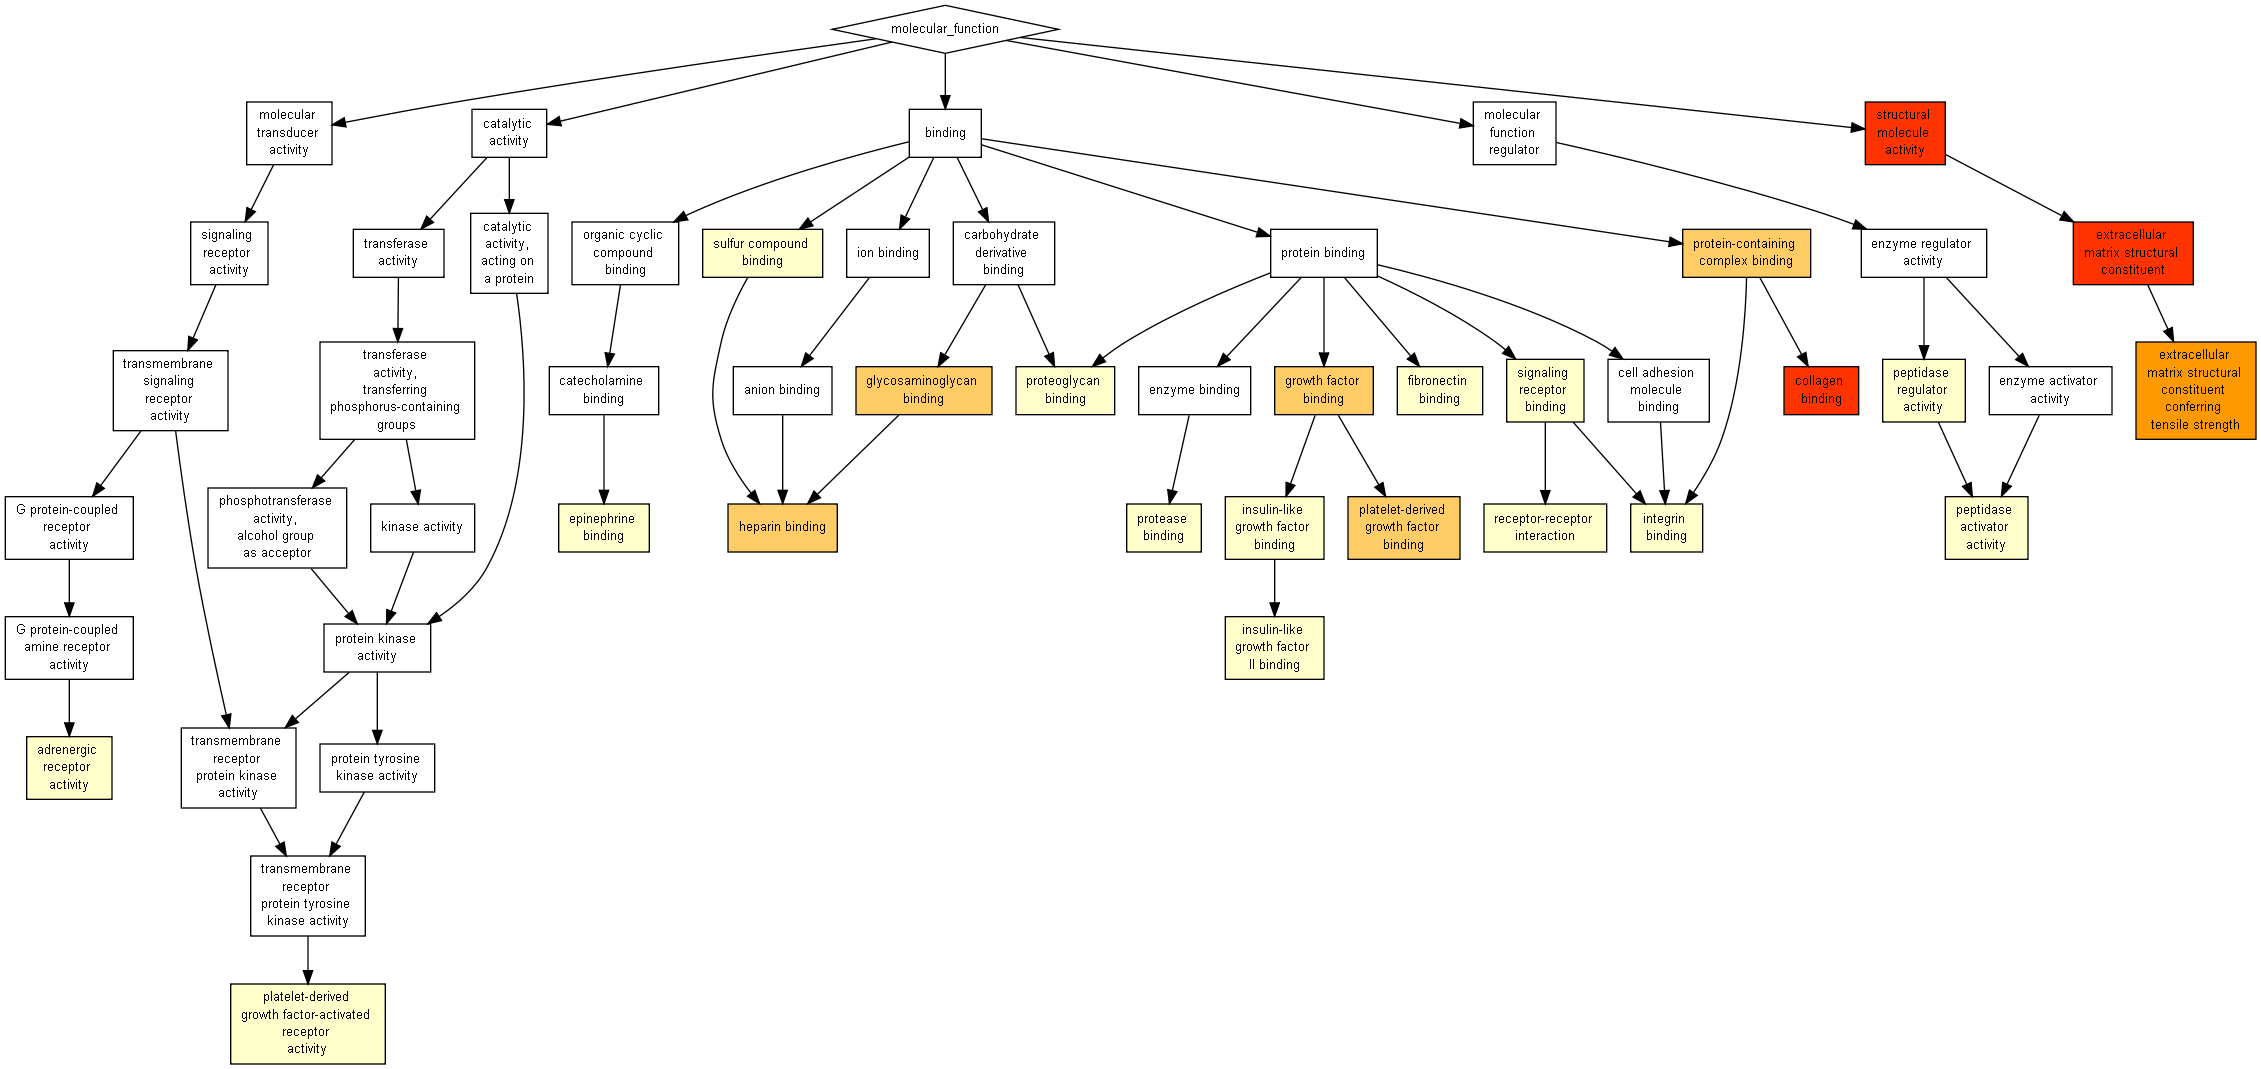 molecular_function
molecular
transducer
activity
catalytic
activity
binding
molecular
function
regulator
structural
molecule
activity
signaling
receptor
activity
transferase
activity
catalytic
activity,
acting on
a protein
organic cyclic
compound
binding
sulfur compound
binding
ion binding
carbohydrate
derivative
binding
protein binding
protein-containing
complex binding
enzyme regulator
activity
extracellular
matrix structural
constituent
transmembrane
signaling
receptor
activity
transferase
activity,
transferring
phosphorus-containing
groups
catecholamine
binding
anion binding
glycosaminoglycan
binding
proteoglycan
binding
enzyme binding
growth factor
binding
fibronectin
binding
signaling
receptor
binding
cell adhesion
molecule
binding
collagen
binding
peptidase
regulator
activity
enzyme activator
activity
extracellular
matrix structural
constituent
conferring
tensile strength
G protein-coupled
receptor
activity
phosphotransferase
activity,
alcohol group
as acceptor
kinase activity
epinephrine
binding
heparin binding
protease
binding
insulin-like
growth factor
binding
platelet-derived
growth factor
binding
receptor-receptor
interaction
integrin
binding
peptidase
activator
activity
G protein-coupled
amine receptor
activity
protein kinase
activity
insulin-like
growth factor
II binding
adrenergic
receptor
activity
transmembrane
receptor
protein kinase
activity
protein tyrosine
kinase activity
transmembrane
receptor
protein tyrosine
kinase activity
platelet-derived
growth factor-activated
receptor
activity